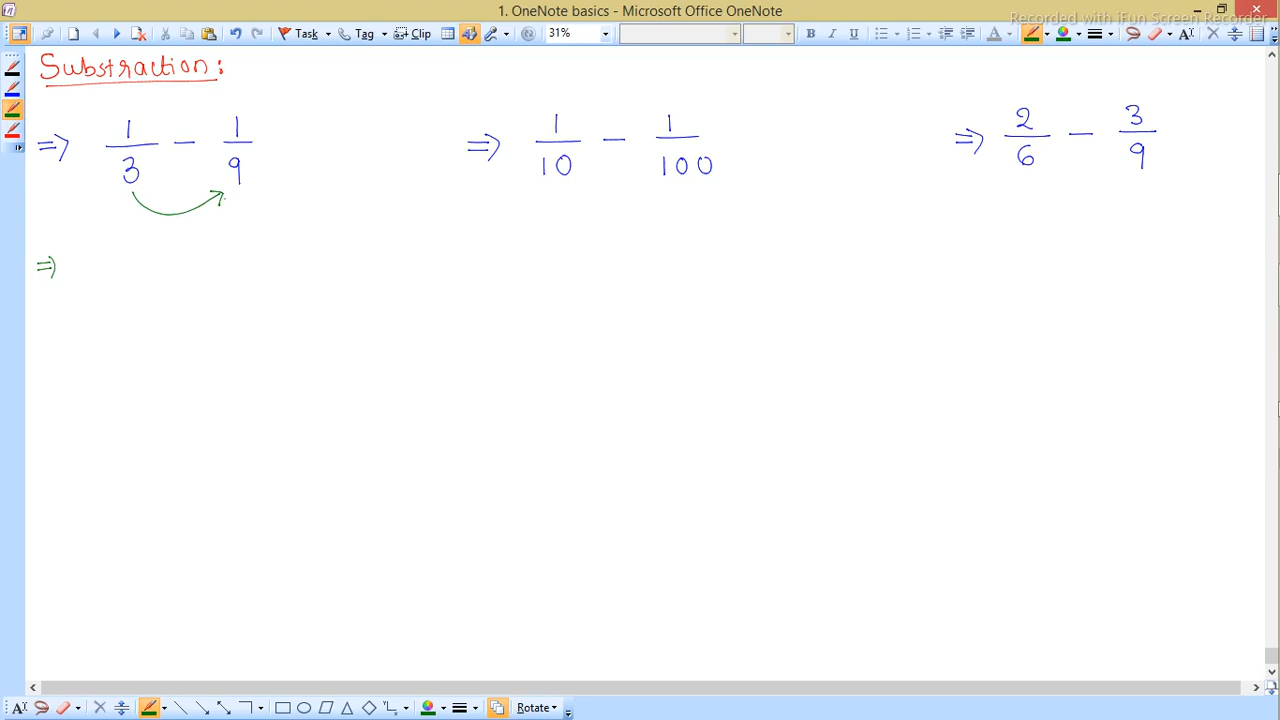 1. OneNote basics - Microsoft Office OneNote
Recorded with iFun Screen Recorder
Task Tag Clip 31% B I U A
Substraction:
⇒ 1/3 - 1/9 ⇒ 1/10 - 1/100 ⇒ 2/6 - 3/9
⇒
Rotate